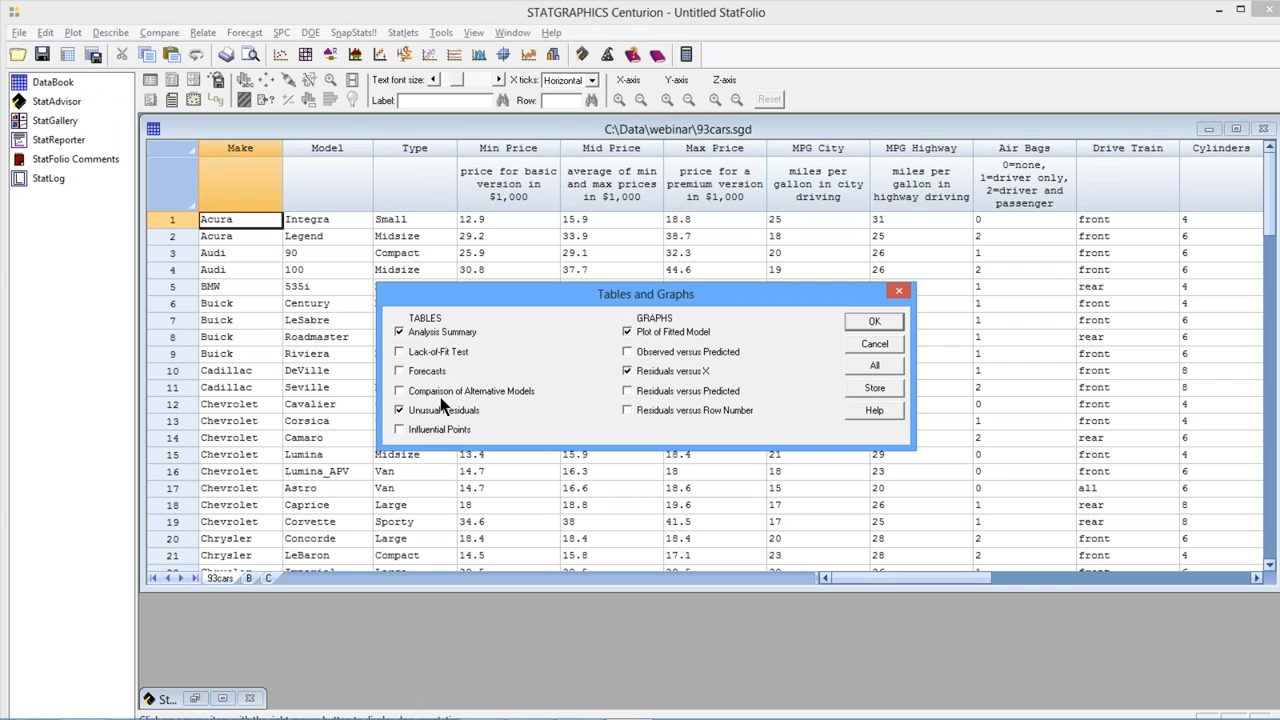 STATGRAPHICS Centurion - Untitled StatFolio
File Edit Plot Describe Compare Relate Forecast SPC DOE SnapStats!! StatLets Tools View Window Help
Text font size: X ticks: Horizontal X-axis Y-axis -axis
Log Label: Row: Reset
DataBook
StatAdvisor
StatGallery
StatReporter
StatFolio Comments
StatLog
C:\Data\webinar\93cars.sgd
Make Model Type Min Price Mid Price Max Price MPG City MPG Highway Air Bags Drive Train Cylinders
price for basic version in $1,000 average of min and max prices in $1,000 price for a premium version in $1,000 miles per gallon in city driving miles per gallon in highway driving 0=none, 1=driver only, 2=driver and passenger
1 Acura Integra Small 12.9 15.9 18.8 25 31 0 front 4
2 Acura Legend Midsize 29.2 33.9 38.7 18 25 2 front 6
3 Audi 90 Compact 25.9 29.1 32.3 20 26 1 front 6
4 Audi 100 Midsize 30.8 37.7 44.6 19 26 2 front 6
5 BMW 535i 1 rear 4
6 Buick Century 1 front 4
7 Buick LeSabre 1 front 6
8 Buick Roadmaster 1 rear 6
9 Buick Riviera 1 front 6
10 Cadillac DeVille 1 front 8
11 Cadillac Seville 2 front 8
12 Chevrolet Cavalier 0 front 4
13 Chevrolet Corsica 1 front 4
14 Chevrolet Camaro 2 rear 6
15 Chevrolet Lumina Midsize 13.4 15.9 18.4 21 29 0 front 4
16 Chevrolet Lumina_APV Van 14.7 16.3 18 18 23 0 front 6
17 Chevrolet Astro Van 14.7 16.6 18.6 15 20 0 all 6
18 Chevrolet Caprice Large 18 18.8 19.6 17 26 1 rear 8
19 Chevrolet Corvette Sporty 34.6 38 41.5 17 25 1 rear 8
20 Chrysler Concorde Large 18.4 18.4 18.4 20 28 2 front 6
21 Chrysler LeBaron Compact 14.5 15.8 17.1 23 28 2 front 4
Tables and Graphs
TABLES
Analysis Summary
Lack-of-Fit Test
Forecasts
Comparison of Alternative Models
Unusual Residuals
Influential Points
GRAPHS
Plot of Fitted Model
Observed versus Predicted
Residuals versus X
Residuals versus Predicted
Residuals versus Row Number
OK
Cancel
All
Store
Help
93cars B C
St...